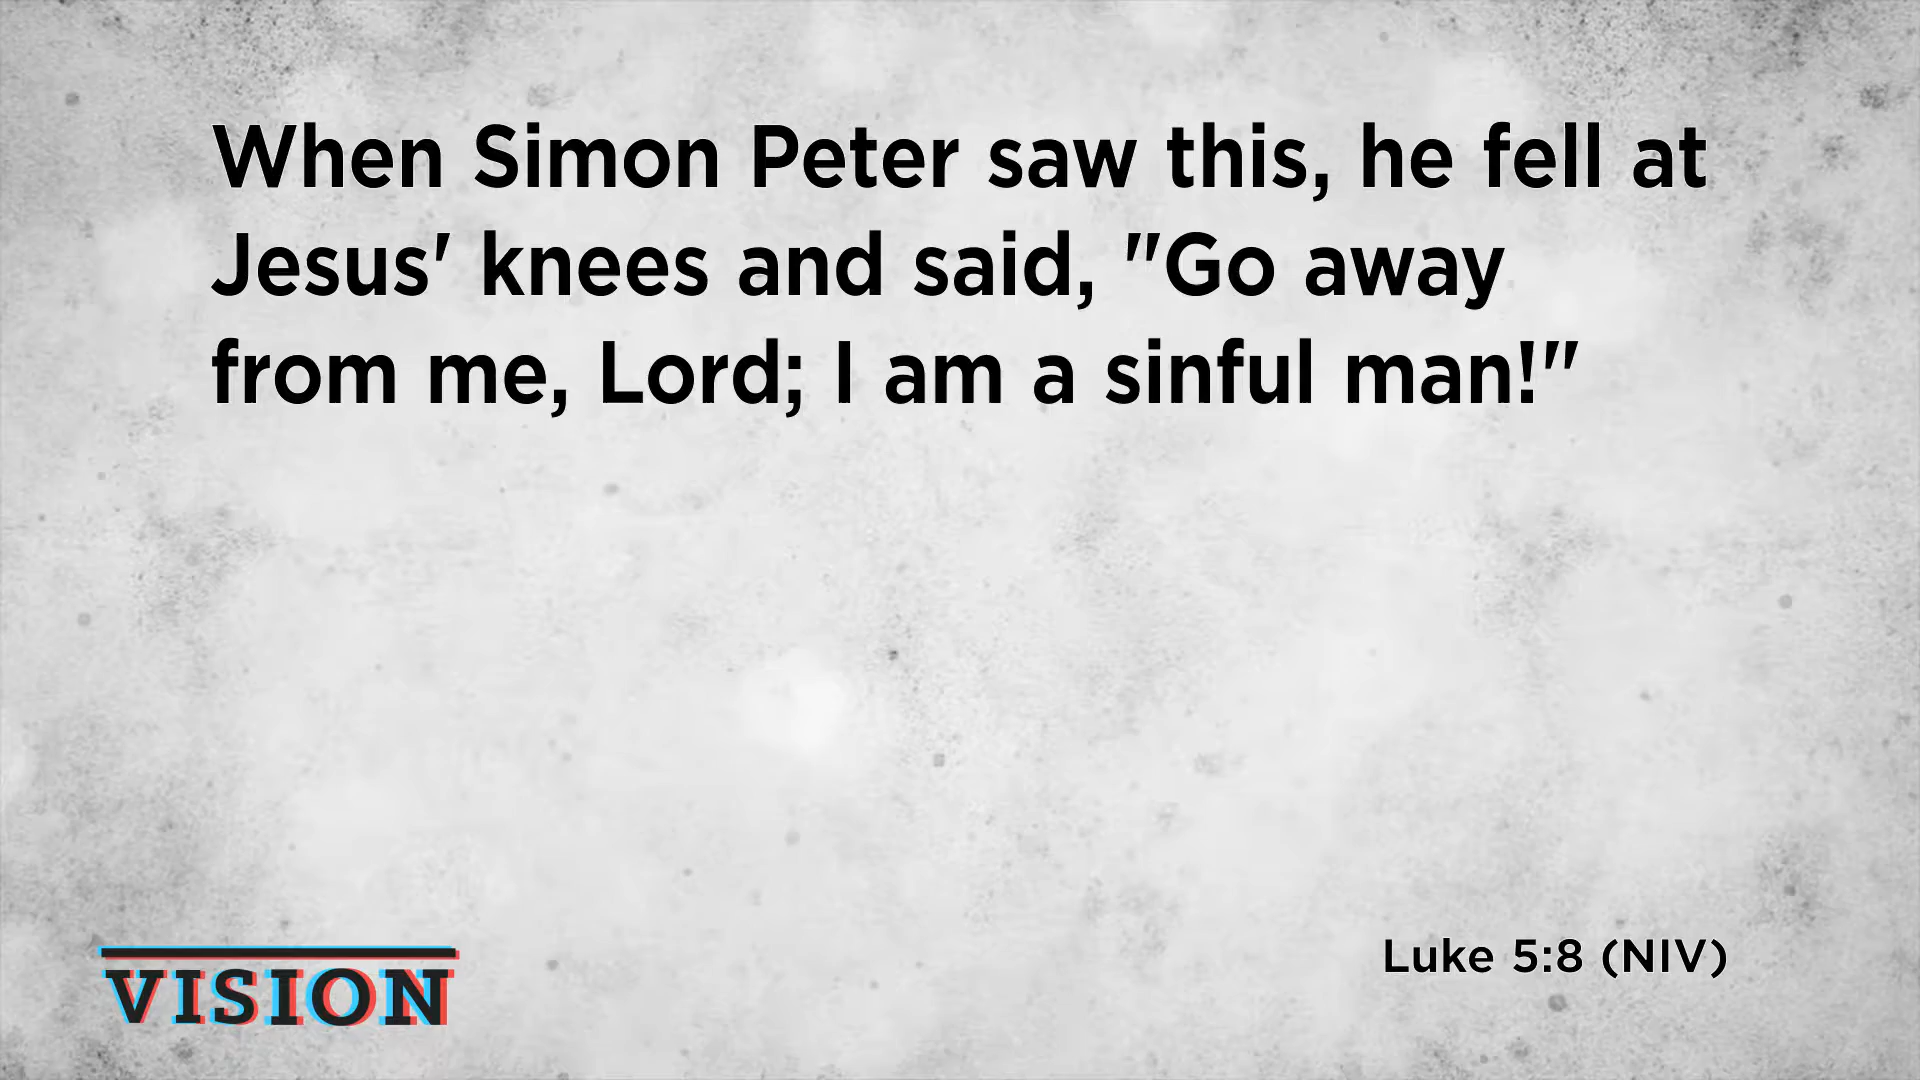 When Simon Peter saw this, he fell at
Jesus' knees and said, "Go away
from me, Lord; I am a sinful man!"
Luke 5:8 (NIV)
VISION